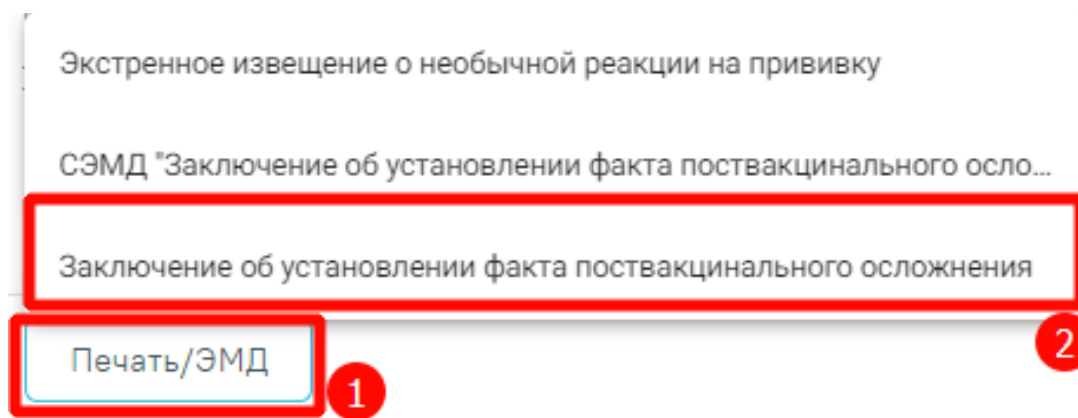 Экстренное извещение о необычной реакции на прививку
СЭМД "Заключение об установлении факта поствакцинального осло...
Заключение об установлении факта поствакцинального осложнения
2
Печать/ЭМД
1